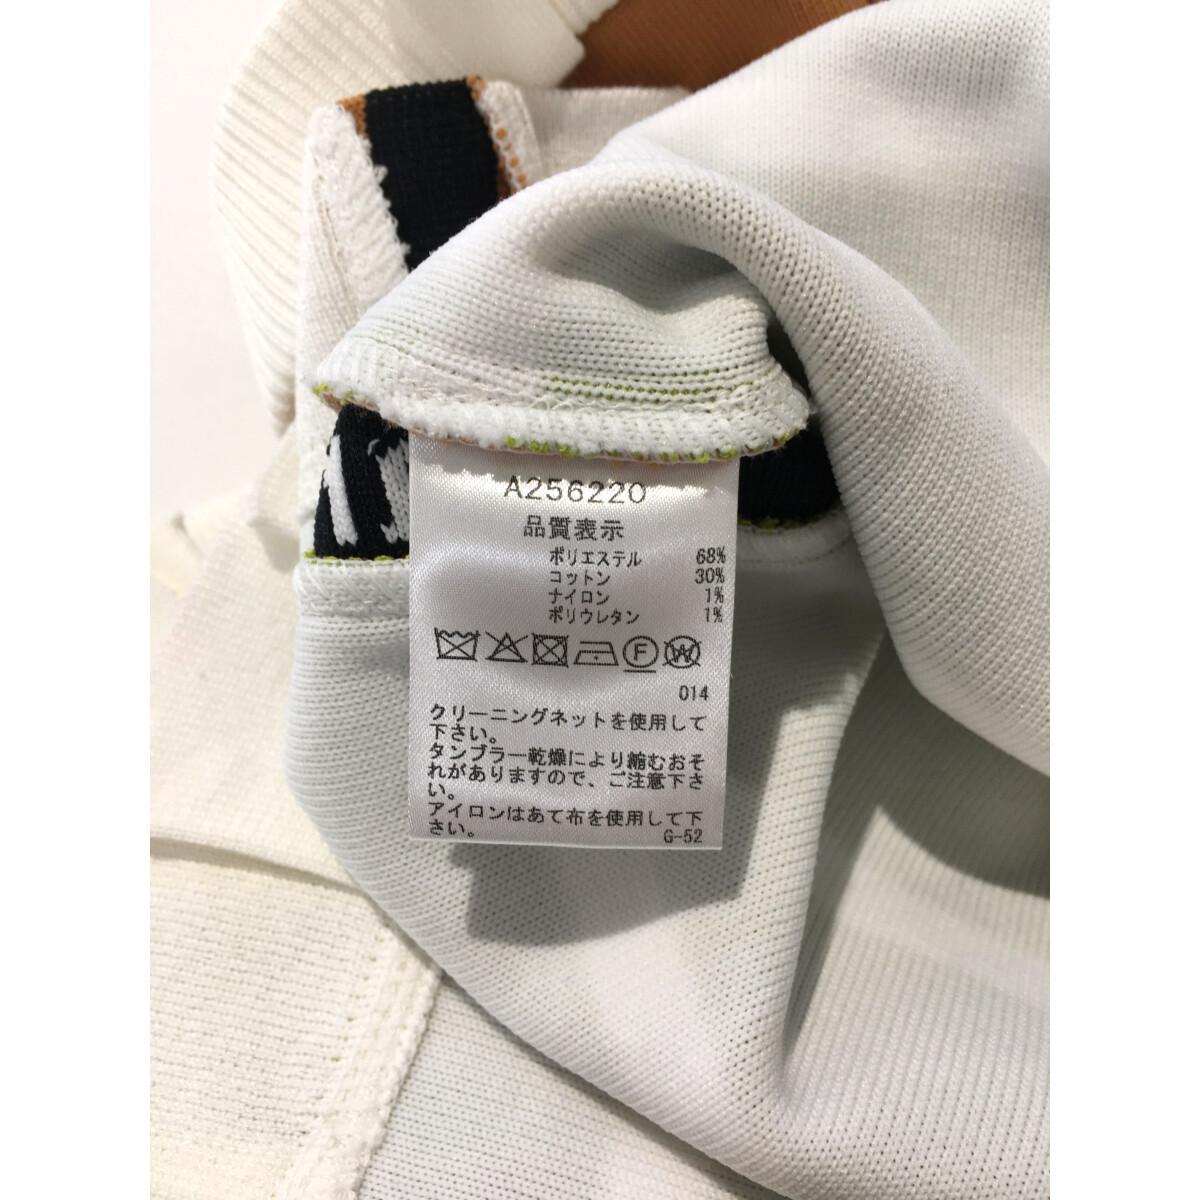 A256220
品質表示
ポリエステル 68%
コットン 30%
ナイロン 1%
ポリウレタン 1%
F W
014
クリーニングネットを使用して
下さい。
タンブラー乾燥により縮むおそ
れがありますので、ご注意下さ
い。
アイロンはあて布を使用して下
さい。
G-52